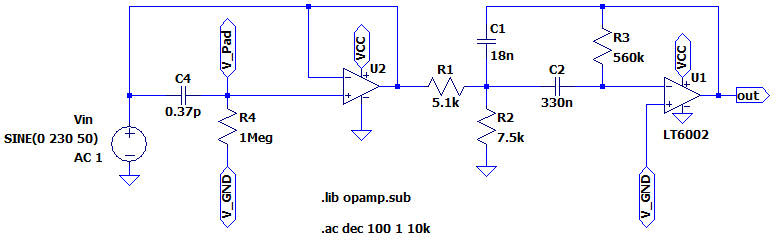 C1
18n
R3
560k
V_Pad
VCC
U2
VCC
U1
C4
0.37p
R1
5.1k
C2
330n
out
Vin
SINE(0 230 50)
AC 1
R4
1Meg
R2
7.5k
LT6002
V_GND
V_GND
.lib opamp.sub
.ac dec 100 1 10k